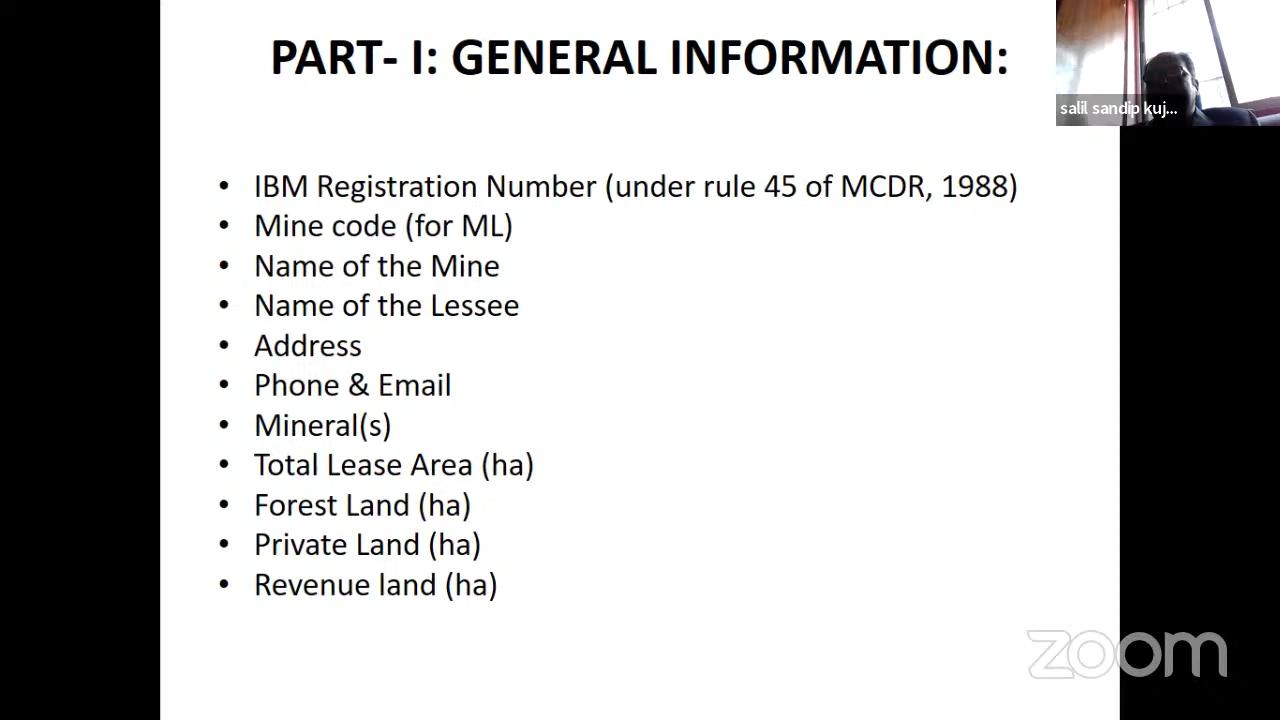 PART- I: GENERAL INFORMATION:
salil sandip kuj...
• IBM Registration Number (under rule 45 of MCDR, 1988)
• Mine code (for ML)
• Name of the Mine
• Name of the Lessee
• Address
• Phone & Email
• Mineral(s)
• Total Lease Area (ha)
• Forest Land (ha)
• Private Land (ha)
• Revenue land (ha)
zoom